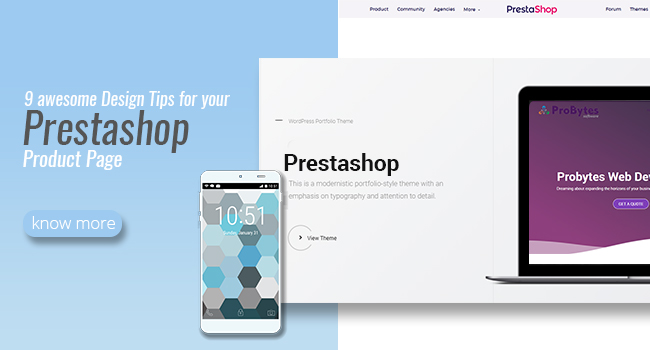 Product Community Agencies More PrestaShop Forum Themes
9 awesome Design Tips for your
Prestashop
Product Page
know more
WordPress Portfolio Theme
Prestashop
This is a modernistic portfolio-style theme with an
emphasis on typography and attention to detail.
View Theme
10:51
Sunday, January 21
ProBytes
software
Probytes Web De
Dreaming about expanding the horizons of your business
GET A QUOTE